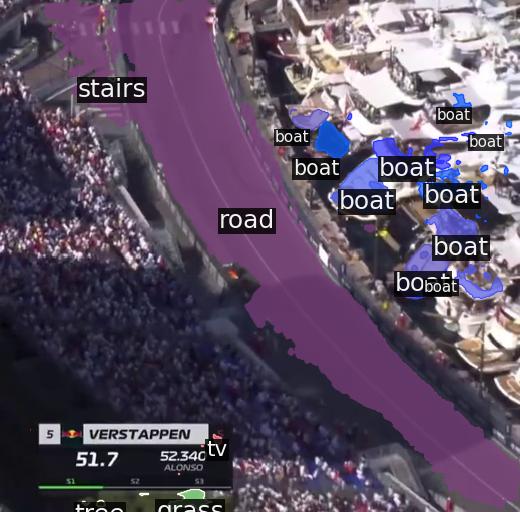 stairs
boat
boat
boat
boat
boat
boat
boat
road
boat
boat
boat
5 VERSTAPPEN
tv
51.7 52.340
ALONSO
S1 S2 S3
tree grass